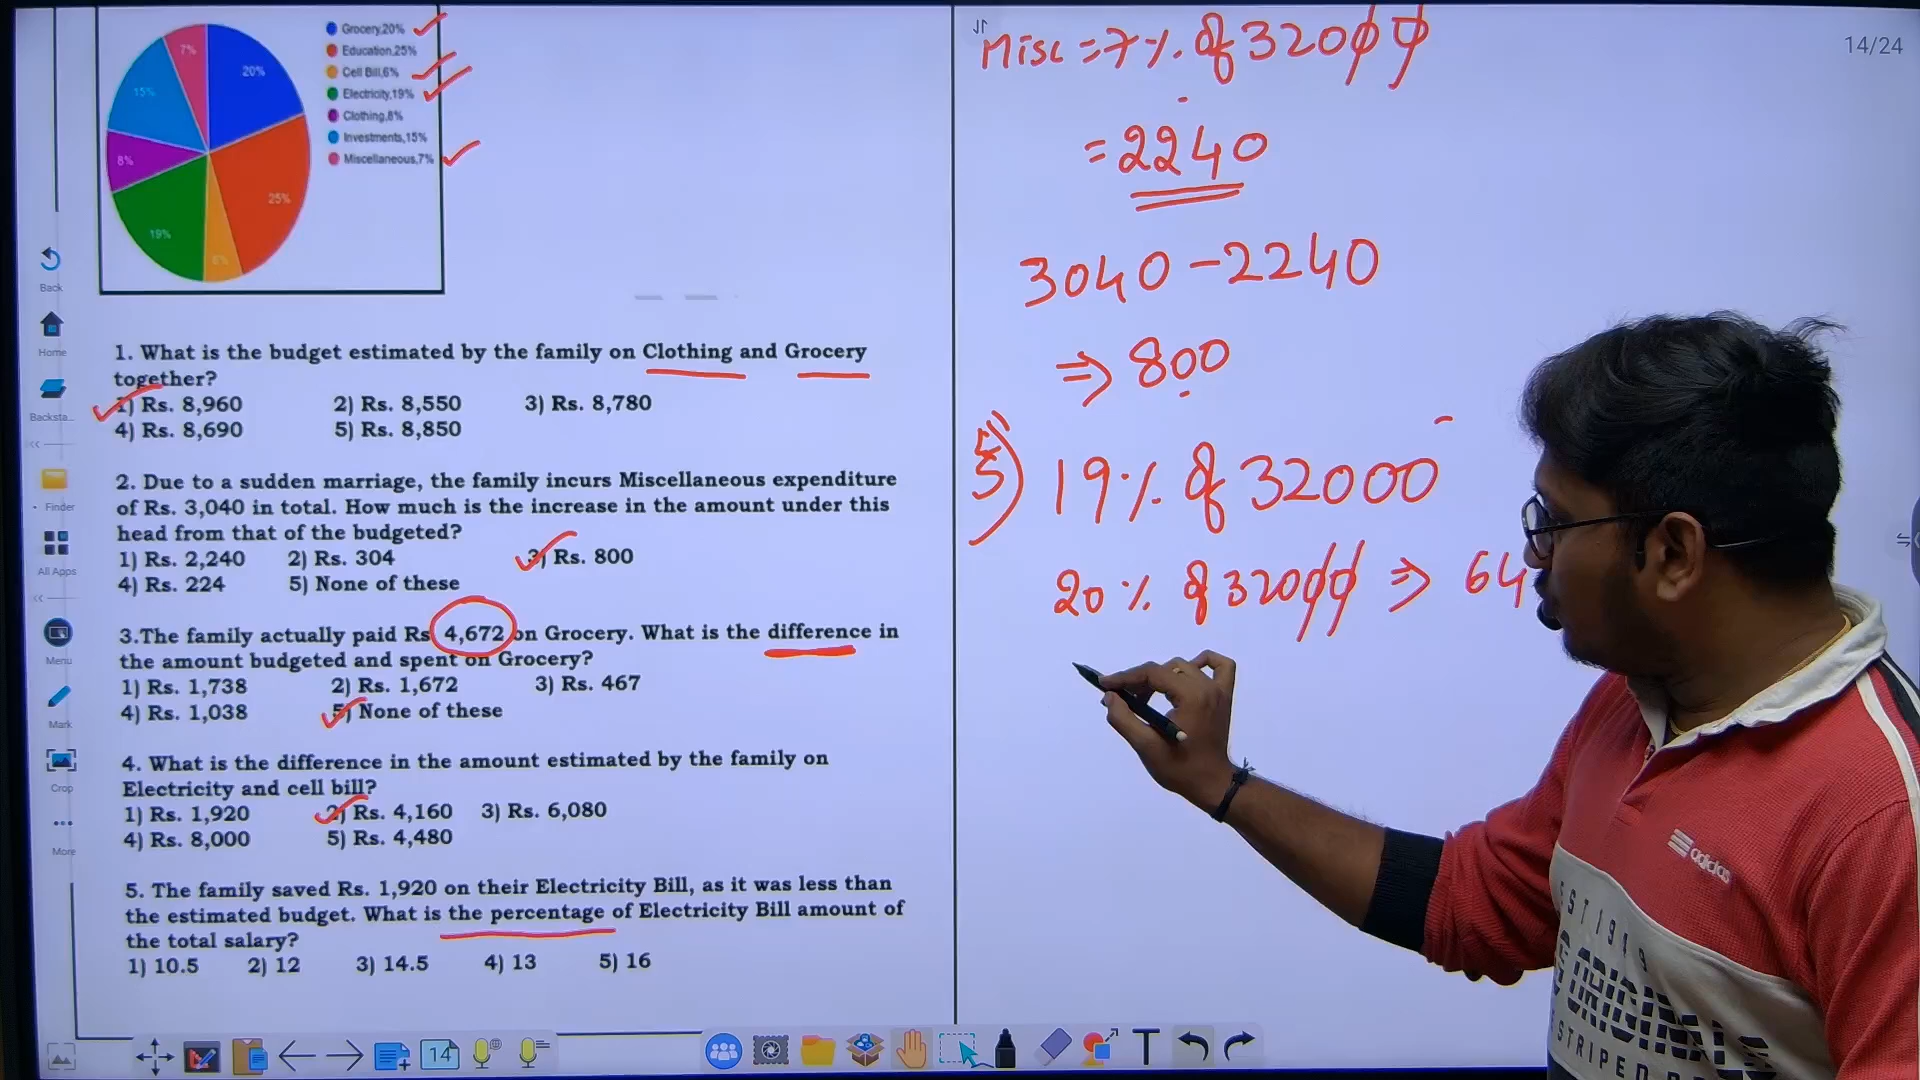 Grocery,20%
Education,25%
Cell Bill,6%
Electricity,19%
Clothing,8%
Investments,15%
Miscellaneous,7%
7%
20%
15%
8%
25%
19%
6%
1. What is the budget estimated by the family on Clothing and Grocery
together?
1) Rs. 8,960 2) Rs. 8,550 3) Rs. 8,780
4) Rs. 8,690 5) Rs. 8,850
2. Due to a sudden marriage, the family incurs Miscellaneous expenditure
of Rs. 3,040 in total. How much is the increase in the amount under this
head from that of the budgeted?
1) Rs. 2,240 2) Rs. 304 3) Rs. 800
4) Rs. 224 5) None of these
3.The family actually paid Rs 4,672 on Grocery. What is the difference in
the amount budgeted and spent on Grocery?
1) Rs. 1,738 2) Rs. 1,672 3) Rs. 467
4) Rs. 1,038 5) None of these
4. What is the difference in the amount estimated by the family on
Electricity and cell bill?
1) Rs. 1,920 2) Rs. 4,160 3) Rs. 6,080
4) Rs. 8,000 5) Rs. 4,480
5. The family saved Rs. 1,920 on their Electricity Bill, as it was less than
the estimated budget. What is the percentage of Electricity Bill amount of
the total salary?
1) 10.5 2) 12 3) 14.5 4) 13 5) 16
Misc = 7% of 32000
= 2240
3040 - 2240
⇒ 800
5) 19% of 32000
20% of 32000 ⇒ 64
14/24
Back
Home
Backsta...
Finder
All Apps
Menu
Mark
Crop
More
14
T
adidas
EST 1949
ORIGINALS
STRIPED